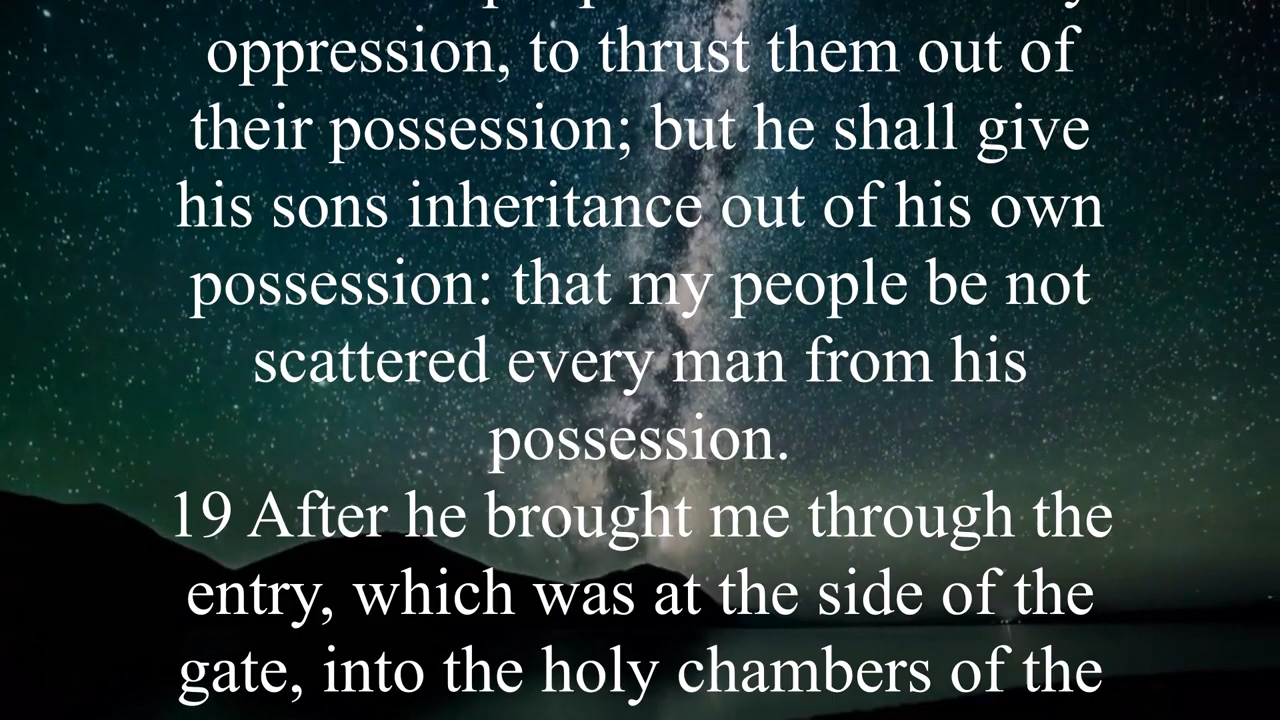 oppression, to thrust them out of
their possession; but he shall give
his sons inheritance out of his own
possession: that my people be not
scattered every man from his
possession.
19 After he brought me through the
entry, which was at the side of the
gate, into the holy chambers of the